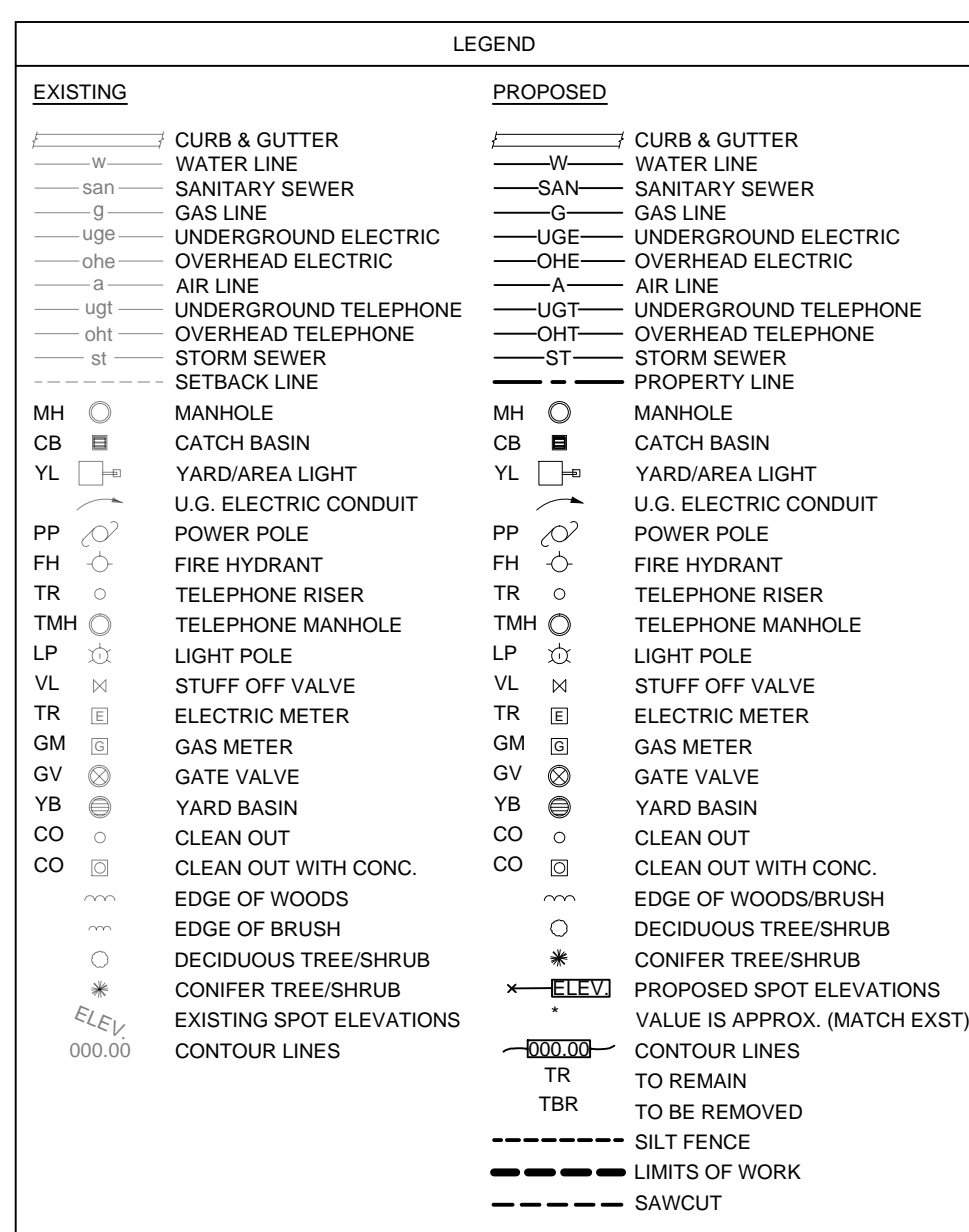 LEGEND
EXISTING
CURB & GUTTER
w WATER LINE
san SANITARY SEWER
g GAS LINE
uge UNDERGROUND ELECTRIC
ohe OVERHEAD ELECTRIC
a AIR LINE
ugt UNDERGROUND TELEPHONE
oht OVERHEAD TELEPHONE
st STORM SEWER
SETBACK LINE
MH MANHOLE
CB CATCH BASIN
YL YARD/AREA LIGHT
U.G. ELECTRIC CONDUIT
PP POWER POLE
FH FIRE HYDRANT
TR TELEPHONE RISER
TMH TELEPHONE MANHOLE
LP LIGHT POLE
VL STUFF OFF VALVE
TR E ELECTRIC METER
GM G GAS METER
GV GATE VALVE
YB YARD BASIN
CO CLEAN OUT
CO CLEAN OUT WITH CONC.
EDGE OF WOODS
EDGE OF BRUSH
DECIDUOUS TREE/SHRUB
CONIFER TREE/SHRUB
ELEV. EXISTING SPOT ELEVATIONS
000.00 CONTOUR LINES
PROPOSED
CURB & GUTTER
W WATER LINE
SAN SANITARY SEWER
G GAS LINE
UGE UNDERGROUND ELECTRIC
OHE OVERHEAD ELECTRIC
A AIR LINE
UGT UNDERGROUND TELEPHONE
OHT OVERHEAD TELEPHONE
ST STORM SEWER
PROPERTY LINE
MH MANHOLE
CB CATCH BASIN
YL YARD/AREA LIGHT
U.G. ELECTRIC CONDUIT
PP POWER POLE
FH FIRE HYDRANT
TR TELEPHONE RISER
TMH TELEPHONE MANHOLE
LP LIGHT POLE
VL STUFF OFF VALVE
TR E ELECTRIC METER
GM G GAS METER
GV GATE VALVE
YB YARD BASIN
CO CLEAN OUT
CO CLEAN OUT WITH CONC.
EDGE OF WOODS/BRUSH
DECIDUOUS TREE/SHRUB
CONIFER TREE/SHRUB
ELEV. PROPOSED SPOT ELEVATIONS
* VALUE IS APPROX. (MATCH EXST)
000.00 CONTOUR LINES
TR TO REMAIN
TBR TO BE REMOVED
SILT FENCE
LIMITS OF WORK
SAWCUT